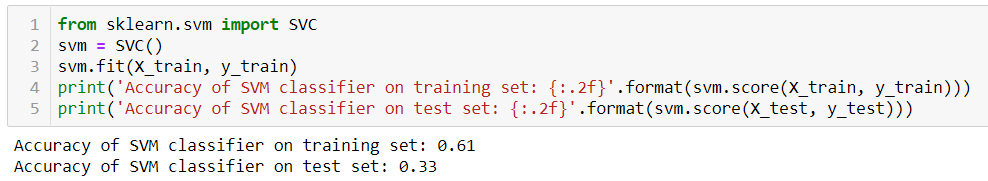 1 from sklearn.svm import SVC
2 svm = SVC()
3 svm.fit(X_train, y_train)
4 print('Accuracy of SVM classifier on training set: {:.2f}'.format(svm.score(X_train, y_train)))
5 print('Accuracy of SVM classifier on test set: {:.2f}'.format(svm.score(X_test, y_test)))
Accuracy of SVM classifier on training set: 0.61
Accuracy of SVM classifier on test set: 0.33